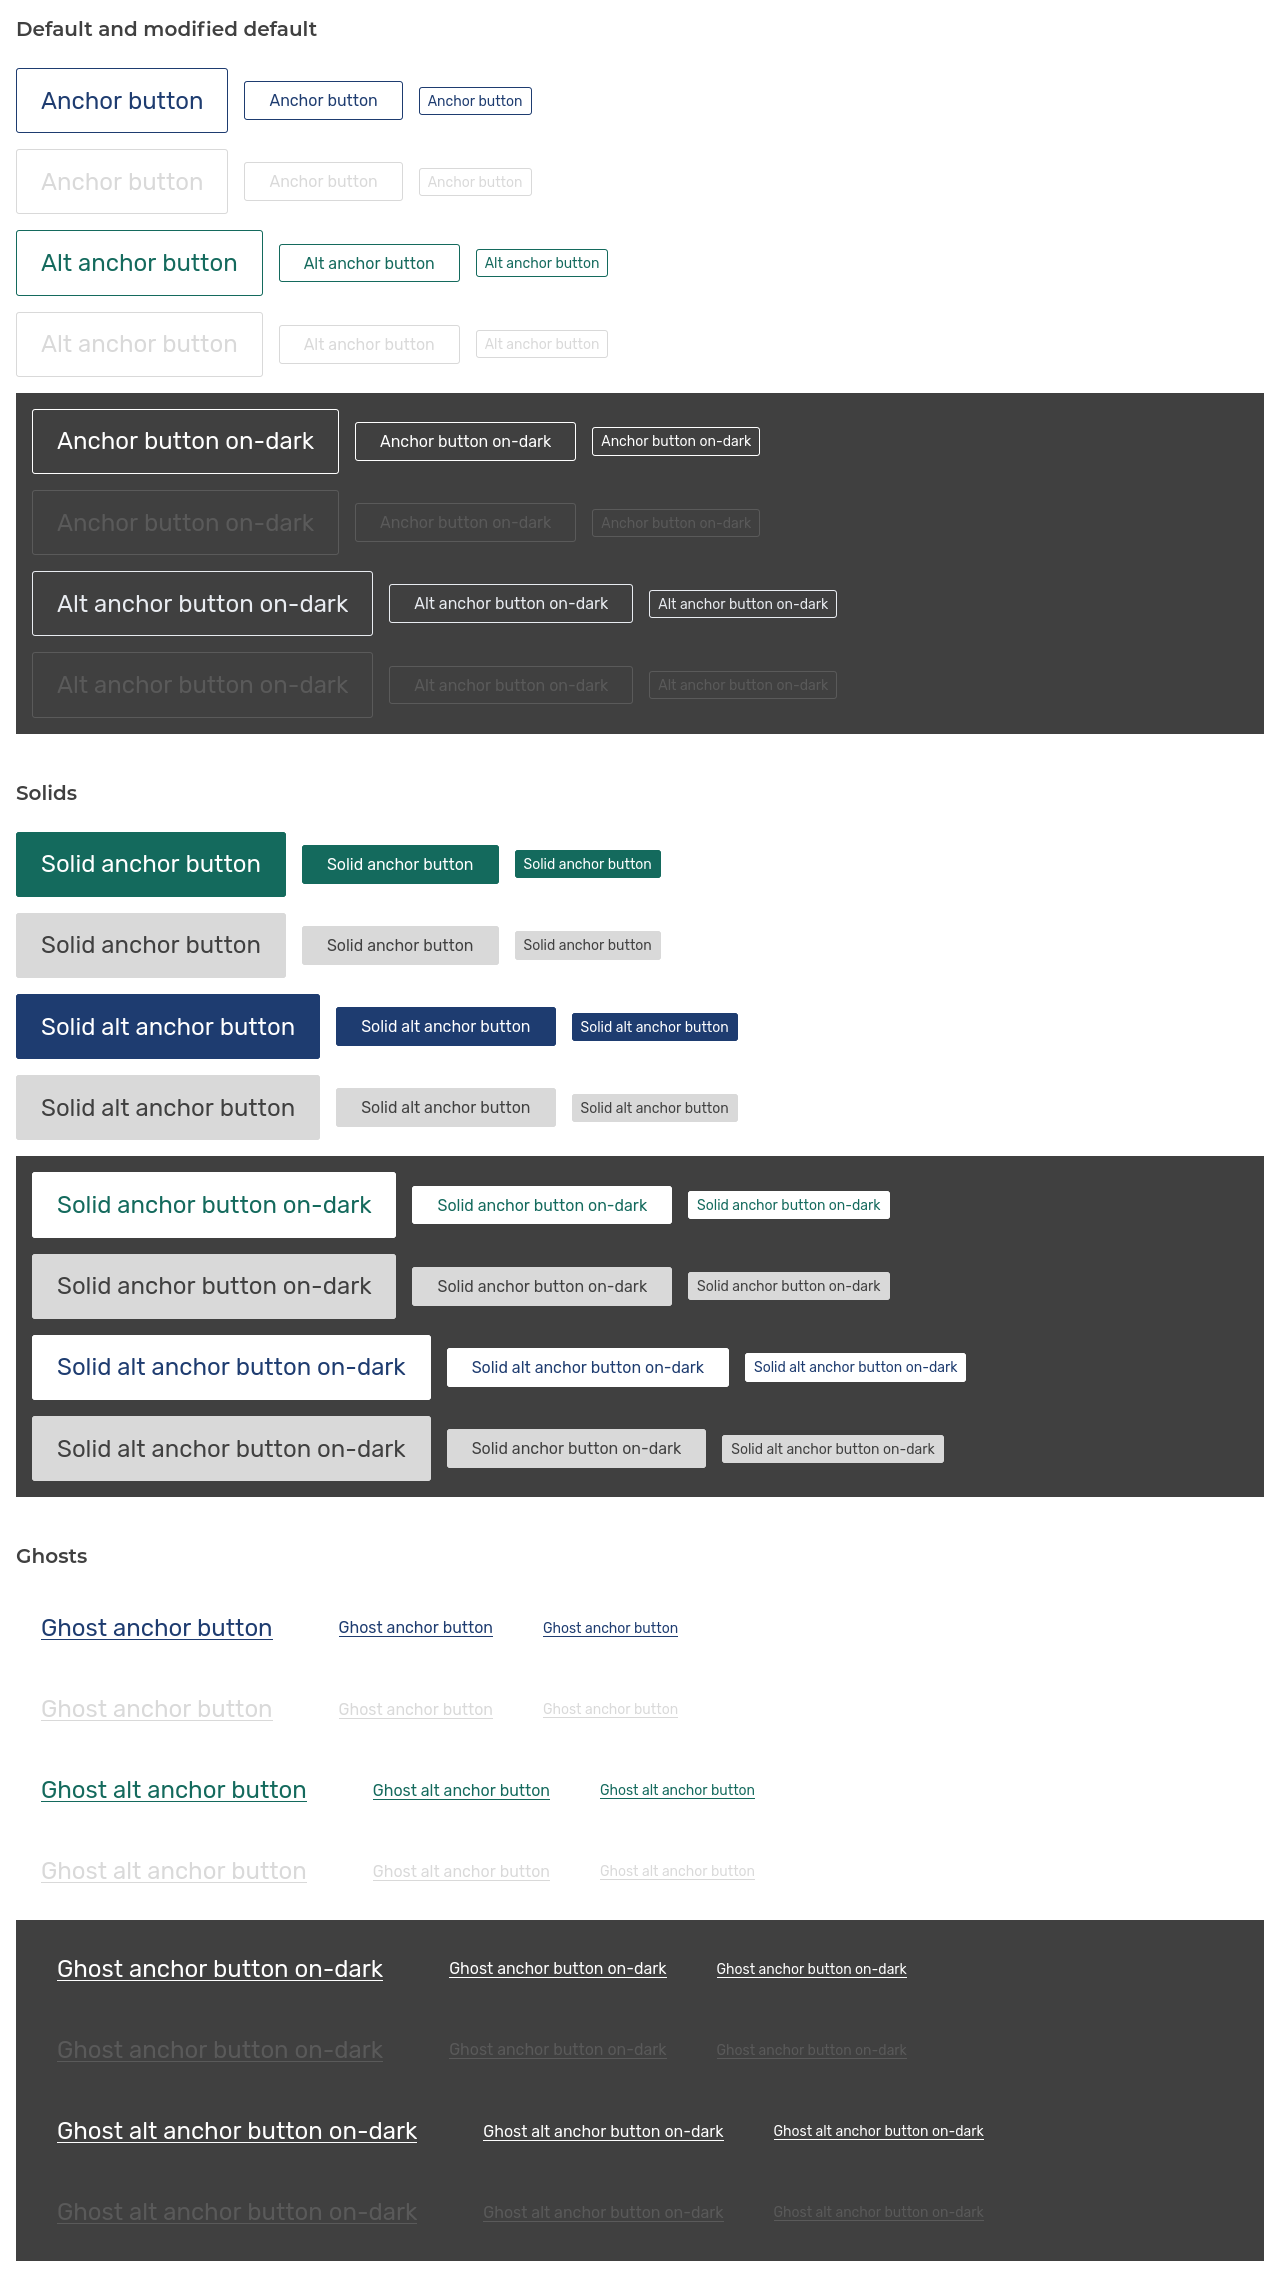 Default and modified default
Anchor button Anchor button Anchor button
Anchor button Anchor button Anchor button
Alt anchor button Alt anchor button Alt anchor button
Alt anchor button Alt anchor button Alt anchor button
Anchor button on-dark Anchor button on-dark Anchor button on-dark
Anchor button on-dark Anchor button on-dark Anchor button on-dark
Alt anchor button on-dark Alt anchor button on-dark Alt anchor button on-dark
Alt anchor button on-dark Alt anchor button on-dark Alt anchor button on-dark
Solids
Solid anchor button Solid anchor button Solid anchor button
Solid anchor button Solid anchor button Solid anchor button
Solid alt anchor button Solid alt anchor button Solid alt anchor button
Solid alt anchor button Solid alt anchor button Solid alt anchor button
Solid anchor button on-dark Solid anchor button on-dark Solid anchor button on-dark
Solid anchor button on-dark Solid anchor button on-dark Solid anchor button on-dark
Solid alt anchor button on-dark Solid alt anchor button on-dark Solid alt anchor button on-dark
Solid alt anchor button on-dark Solid anchor button on-dark Solid alt anchor button on-dark
Ghosts
Ghost anchor button Ghost anchor button Ghost anchor button
Ghost anchor button Ghost anchor button Ghost anchor button
Ghost alt anchor button Ghost alt anchor button Ghost alt anchor button
Ghost alt anchor button Ghost alt anchor button Ghost alt anchor button
Ghost anchor button on-dark Ghost anchor button on-dark Ghost anchor button on-dark
Ghost anchor button on-dark Ghost anchor button on-dark Ghost anchor button on-dark
Ghost alt anchor button on-dark Ghost alt anchor button on-dark Ghost alt anchor button on-dark
Ghost alt anchor button on-dark Ghost alt anchor button on-dark Ghost alt anchor button on-dark